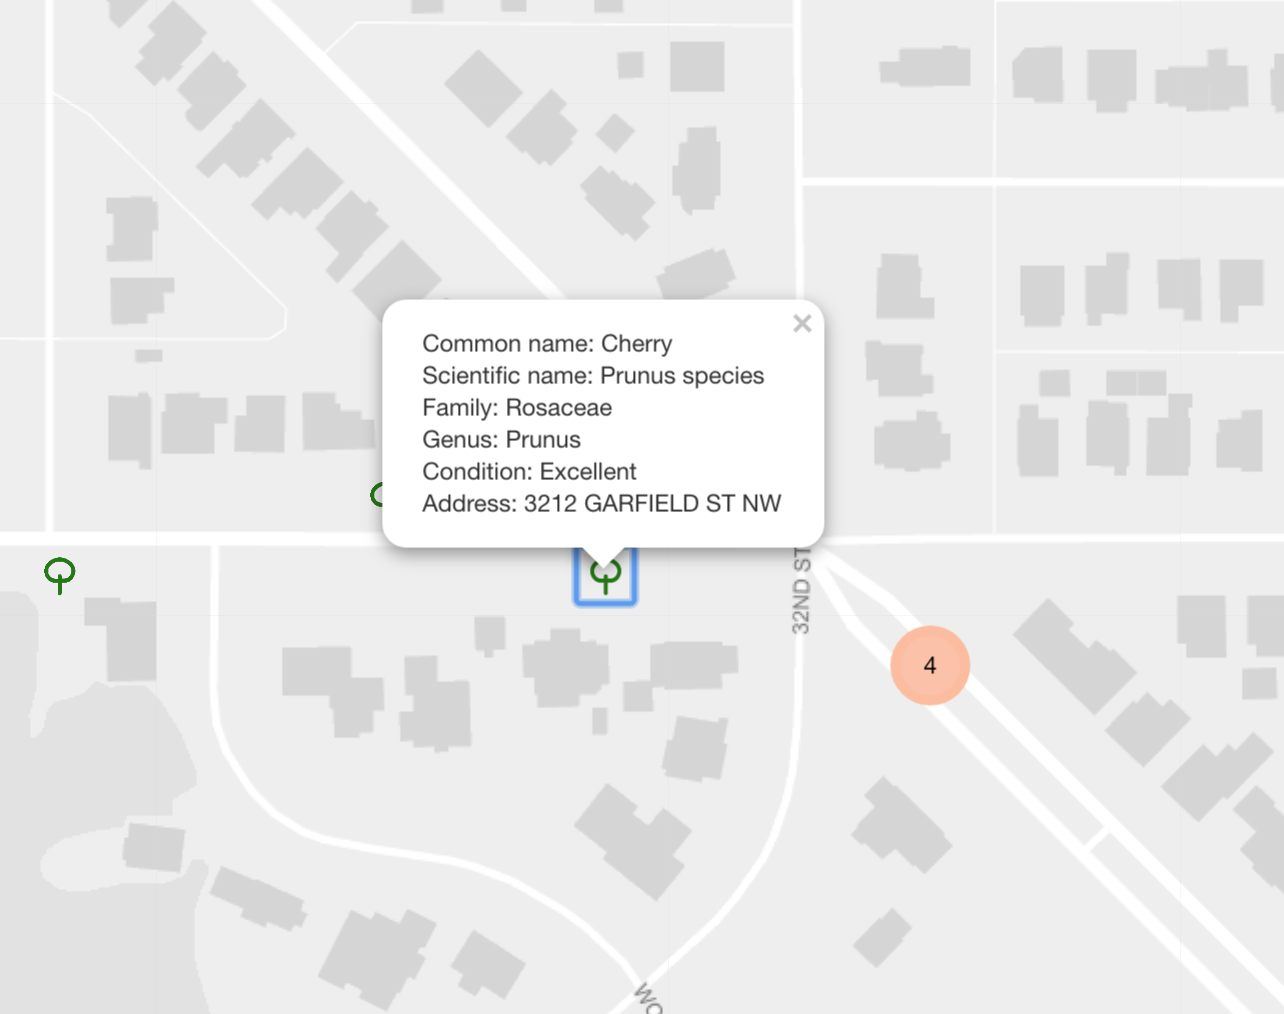 ×
Common name: Cherry
Scientific name: Prunus species
Family: Rosaceae
Genus: Prunus
Condition: Excellent
Address: 3212 GARFIELD ST NW
32ND ST
4